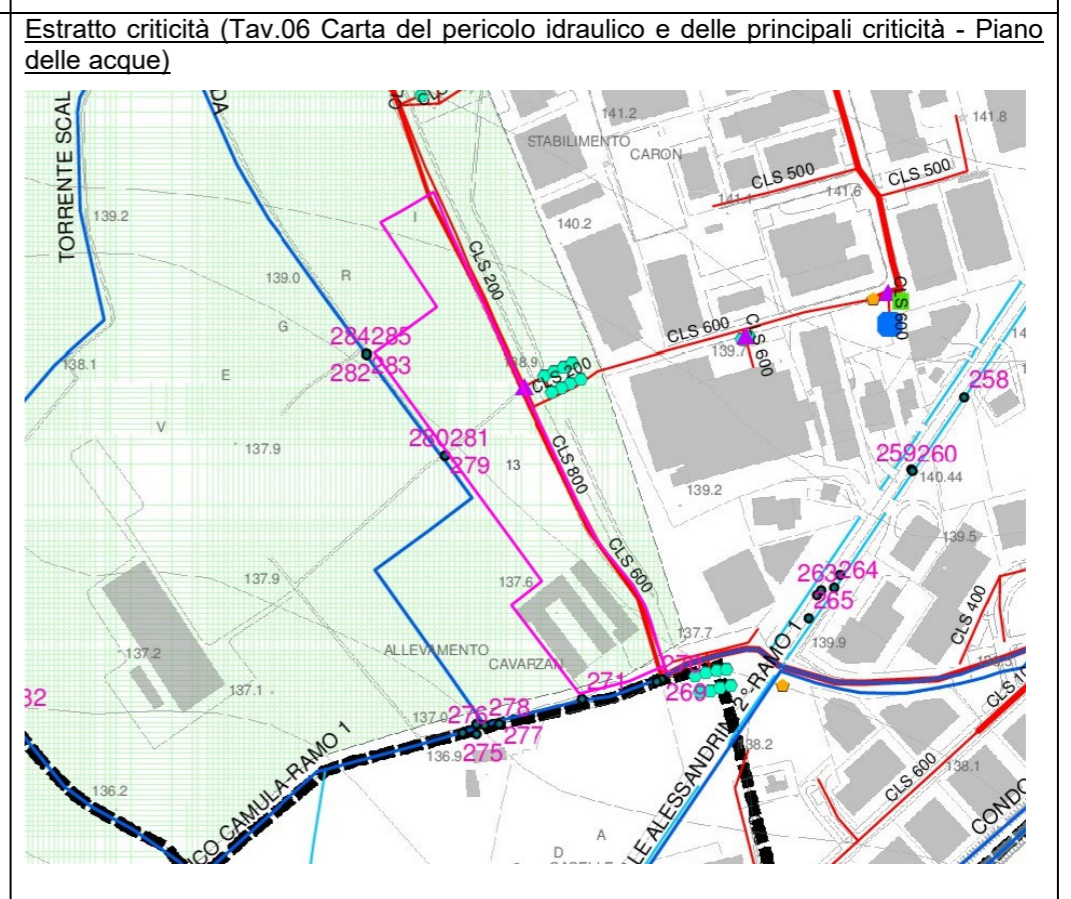 Estratto criticità (Tav.06 Carta del pericolo idraulico e delle principali criticità - Piano
delle acque)
TORRENTE SCAL
141.2
STABILIMENTO
CARON
141.8
CLS 500
CLS 500
141.6
139.2
I
140.2
CLS 200
139.0
R
CLS 600
G
284285
282 283
138.1
CLS 600
CLS 600
139.7
E
CLS 200
258
V
280281
279
13
259260
140.44
137.9
CLS 800
139.2
139.5
137.9
137.6
CLS 600
263 264
265
CLS 400
137.7
139.9
137.2
ALLEVAMENTO
CAVARZAN
137.1
271
269
137.0
276 278
277
275
136.9
32
LE ALESSANDRIN 2°-RAMO 1
138.2
138.1
CLS 600
136.2
ICO CAMULA-RAMO 1
CONDO
A
D